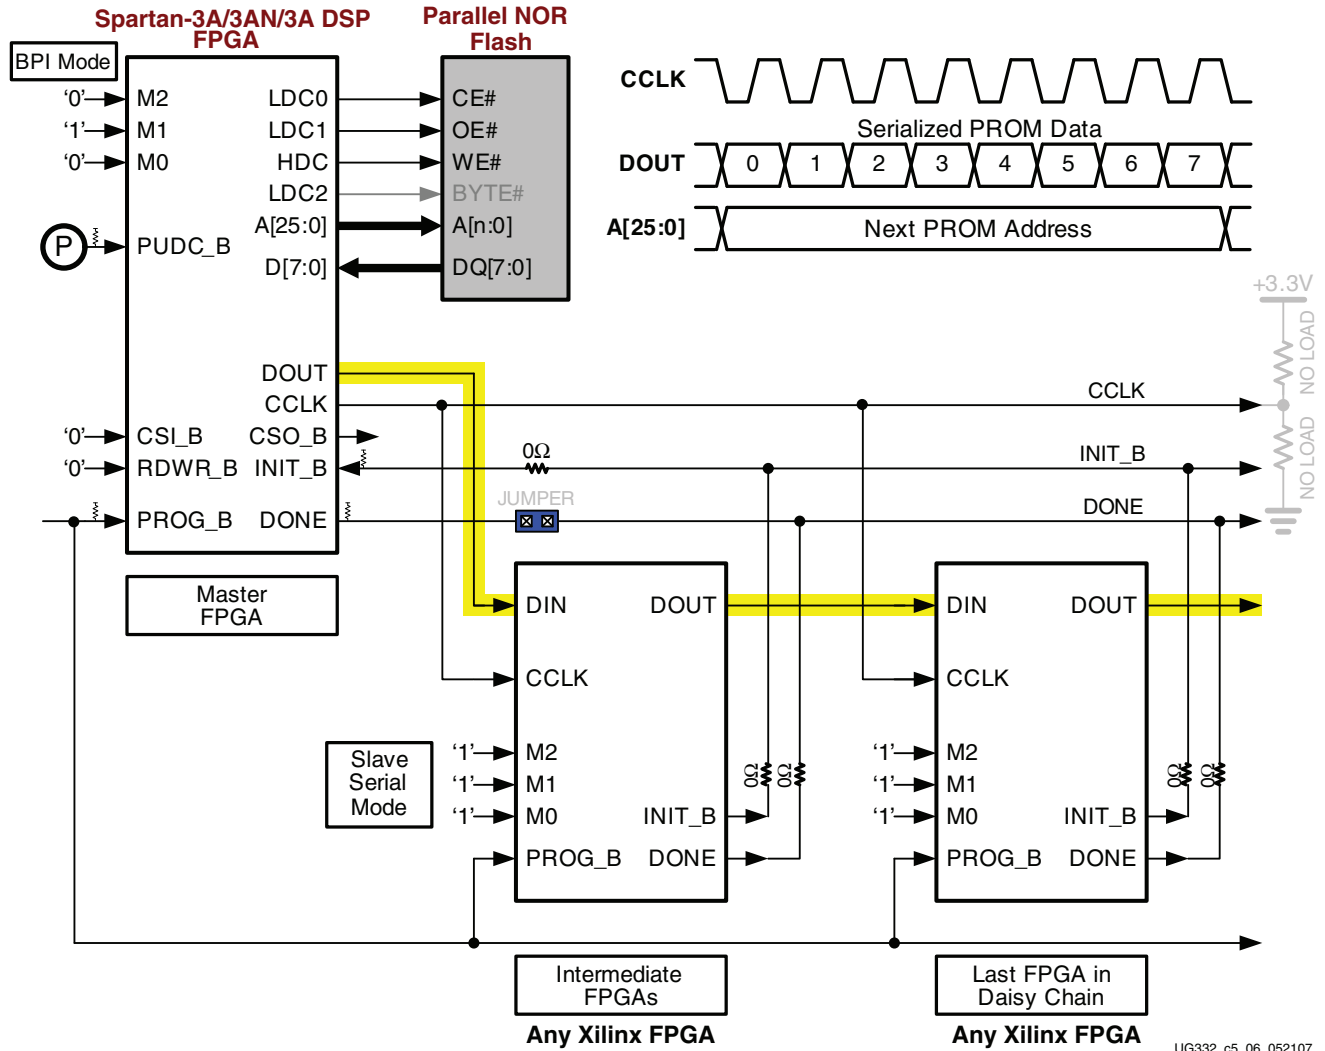 Spartan-3A/3AN/3A DSP
FPGA
Parallel NOR
Flash
BPI Mode
'0'
M2
LDC0
CE#
'1'
M1
LDC1
OE#
'0'
M0
HDC
WE#
LDC2
BYTE#
A[25:0]
A[n:0]
P
PUDC_B
D[7:0]
DQ[7:0]
CCLK
Serialized PROM Data
DOUT
0
1
2
3
4
5
6
7
A[25:0]
Next PROM Address
+3.3V
NO LOAD
NO LOAD
DOUT
CCLK
CCLK
'0'
CSI_B
CSO_B
'0'
RDWR_B
INIT_B
0Ω
INIT_B
JUMPER
PROG_B
DONE
DONE
Master
FPGA
DIN
DOUT
DIN
DOUT
CCLK
CCLK
Slave
Serial
Mode
'1'
M2
'1'
M1
'1'
M0
INIT_B
PROG_B
DONE
0Ω
0Ω
'1'
M2
'1'
M1
'1'
M0
INIT_B
PROG_B
DONE
0Ω
0Ω
Intermediate
FPGAs
Any Xilinx FPGA
Last FPGA in
Daisy Chain
Any Xilinx FPGA
UG332_c5_06_052107